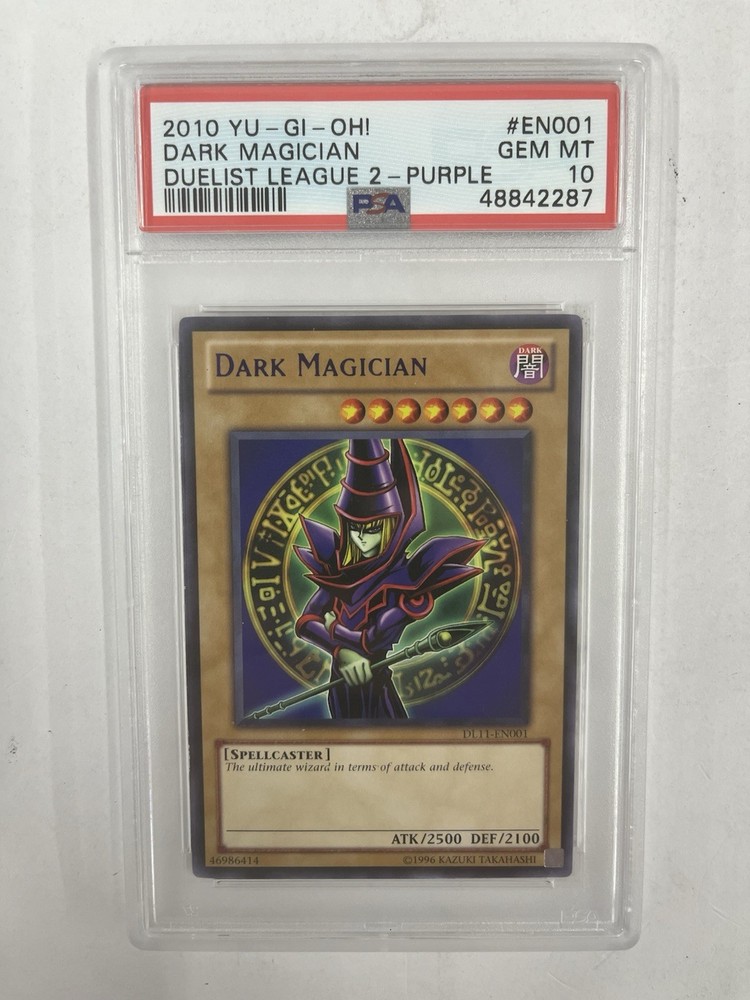 2010 YU-GI-OH! #EN001
DARK MAGICIAN GEM MT
DUELIST LEAGUE 2-PURPLE 10
PSA 48842287
DARK MAGICIAN
DARK
闇
DL11-EN001
[SPELLCASTER]
The ultimate wizard in terms of attack and defense.
ATK/2500 DEF/2100
46986414 ©1996 KAZUKI TAKAHASHI